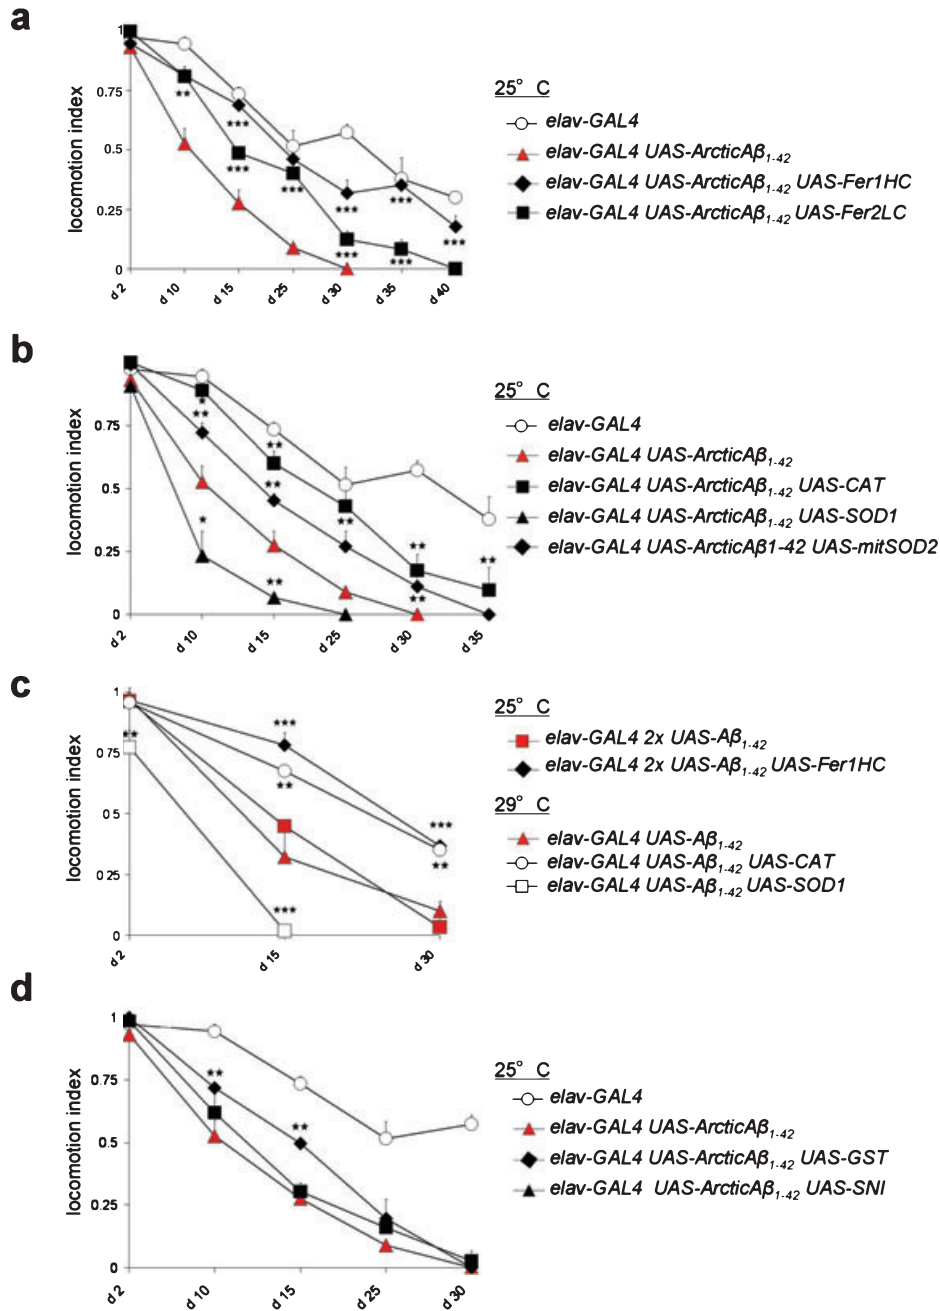 a
1
0.75
0.5
0.25
0
locomotion index
d 2
d 10
d 15
d 25
d 30
d 35
d 40
**
***
***
***
***
***
***
***
***
25° C
elav-GAL4
elav-GAL4 UAS-ArcticAβ1-42
elav-GAL4 UAS-ArcticAβ1-42 UAS-Fer1HC
elav-GAL4 UAS-ArcticAβ1-42 UAS-Fer2LC
b
0.75
0.5
0.25
0
locomotion index
d 2
d 10
d 15
d 25
d 30
d 35
*
**
*
**
**
**
**
**
**
**
25° C
elav-GAL4
elav-GAL4 UAS-ArcticAβ1-42
elav-GAL4 UAS-ArcticAβ1-42 UAS-CAT
elav-GAL4 UAS-ArcticAβ1-42 UAS-SOD1
elav-GAL4 UAS-ArcticAβ1-42 UAS-mitSOD2
c
1
0.75
0.5
0.25
0
locomotion index
d 2
d 15
d 30
**
***
**
***
***
**
25° C
elav-GAL4 2x UAS-Aβ1-42
elav-GAL4 2x UAS-Aβ1-42 UAS-Fer1HC
29° C
elav-GAL4 UAS-Aβ1-42
elav-GAL4 UAS-Aβ1-42 UAS-CAT
elav-GAL4 UAS-Aβ1-42 UAS-SOD1
d
1
0.75
0.5
0.25
0
locomotion index
d 2
d 10
d 15
d 25
d 30
**
**
25° C
elav-GAL4
elav-GAL4 UAS-ArcticAβ1-42
elav-GAL4 UAS-ArcticAβ1-42 UAS-GST
elav-GAL4 UAS-ArcticAβ1-42 UAS-SNI